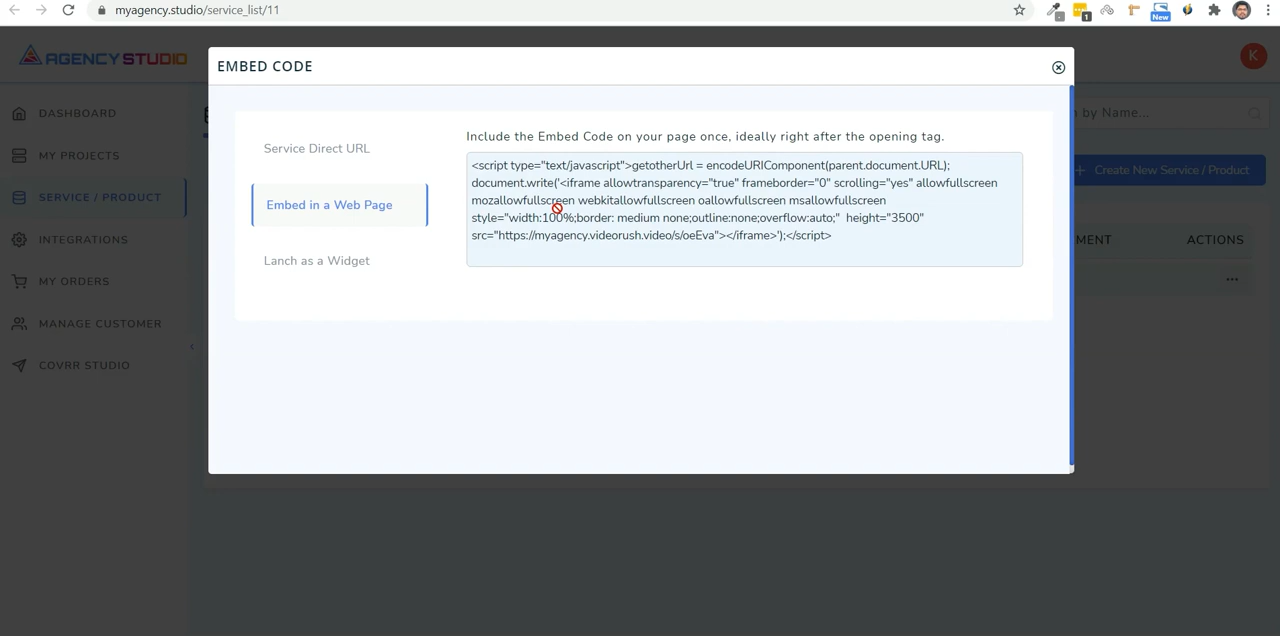 myagency.studio/service_list/11
1
New
AGENCY STUDIO
K
DASHBOARD
MY PROJECTS
SERVICE / PRODUCT
INTEGRATIONS
MY ORDERS
MANAGE CUSTOMER
COVRR STUDIO
EMBED CODE
Service Direct URL
Embed in a Web Page
Lanch as a Widget
Include the Embed Code on your page once, ideally right after the opening tag.
<script type="text/javascript">getotherUrl = encodeURIComponent(parent.document.URL);
document.write('<iframe allowtransparency="true" frameborder="0" scrolling="yes" allowfullscreen
mozallowfullscreen webkitallowfullscreen oallowfullscreen msallowfullscreen
style="width:100%;border: medium none;outline:none;overflow:auto;" height="3500"
src="https://myagency.videorush.video/s/oeEva"></iframe>');</script>
by Name...
+ Create New Service / Product
MENT ACTIONS